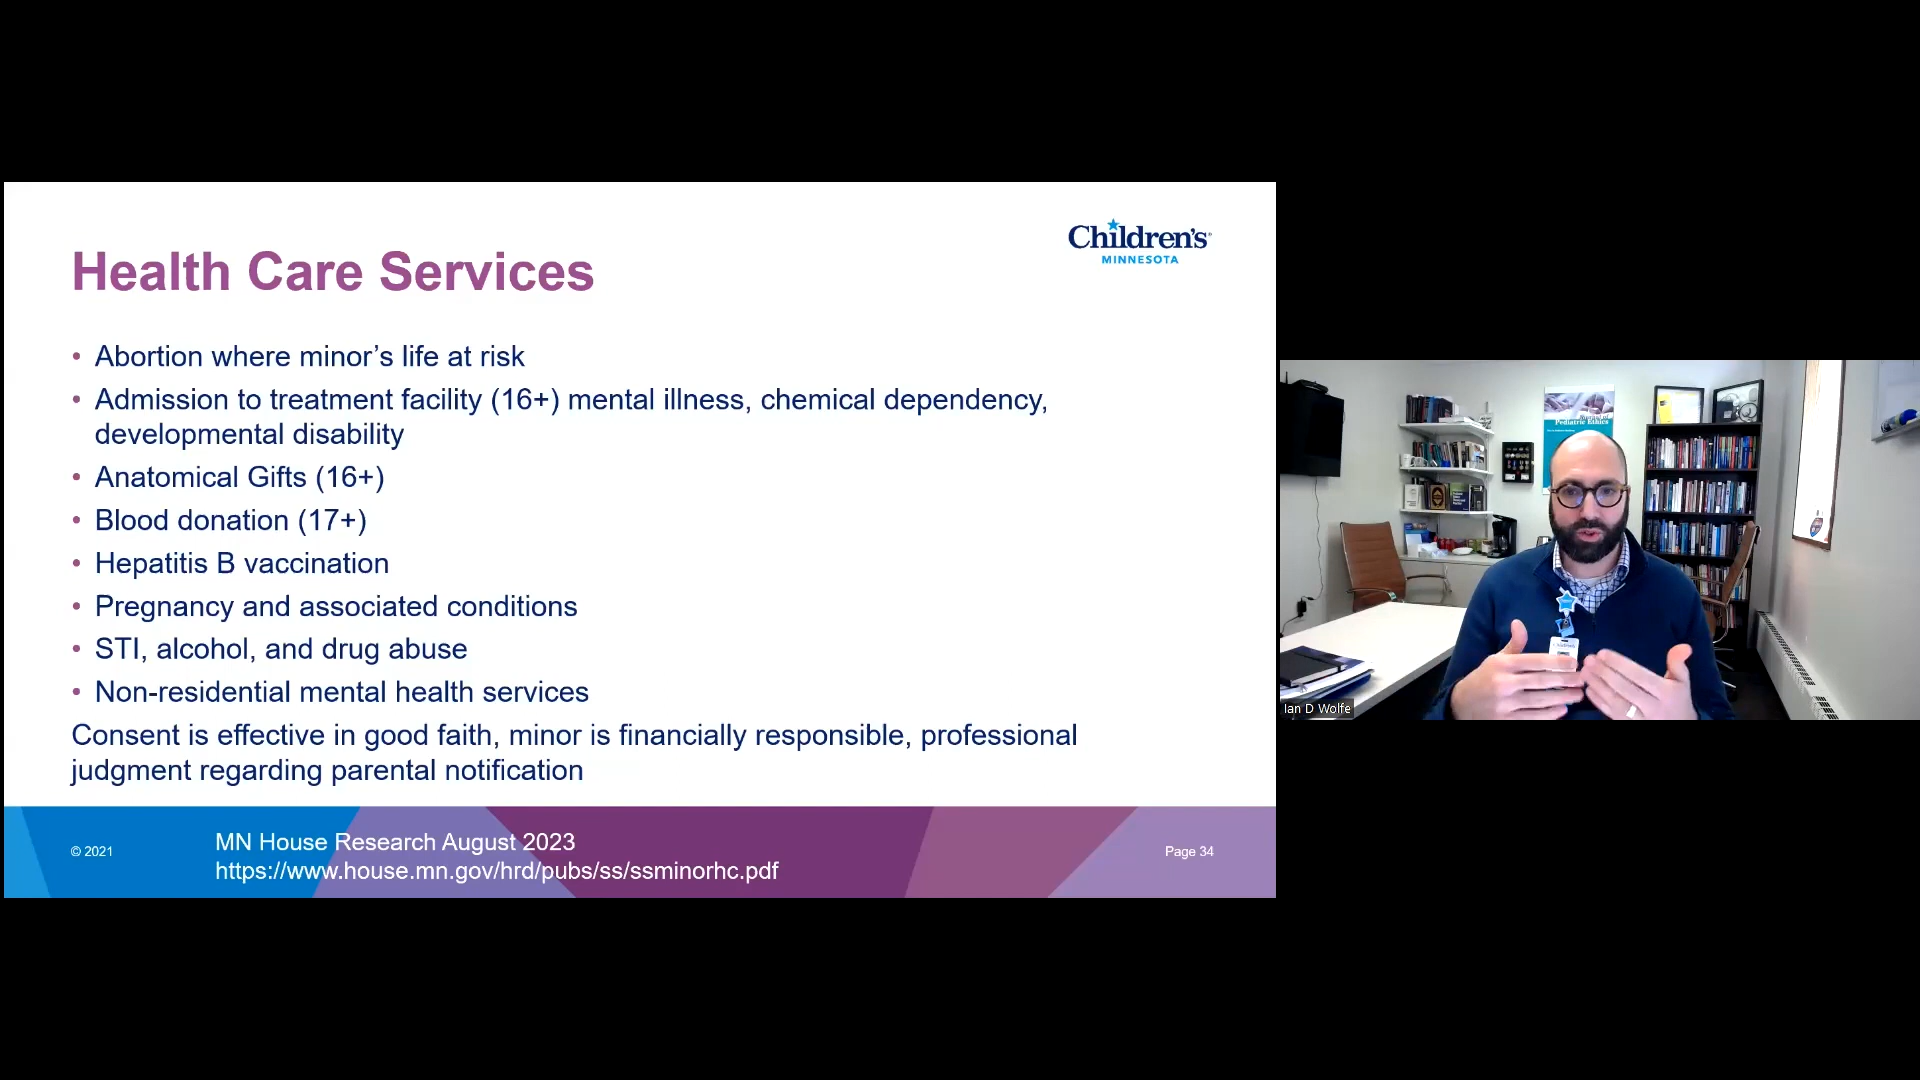 Children's
MINNESOTA
Health Care Services
• Abortion where minor’s life at risk
• Admission to treatment facility (16+) mental illness, chemical dependency,
developmental disability
• Anatomical Gifts (16+)
• Blood donation (17+)
• Hepatitis B vaccination
• Pregnancy and associated conditions
• STI, alcohol, and drug abuse
• Non-residential mental health services
Consent is effective in good faith, minor is financially responsible, professional
judgment regarding parental notification
© 2021
MN House Research August 2023
https://www.house.mn.gov/hrd/pubs/ss/ssminorhc.pdf
Page 34
Pediatric Ethics
Ian D Wolfe